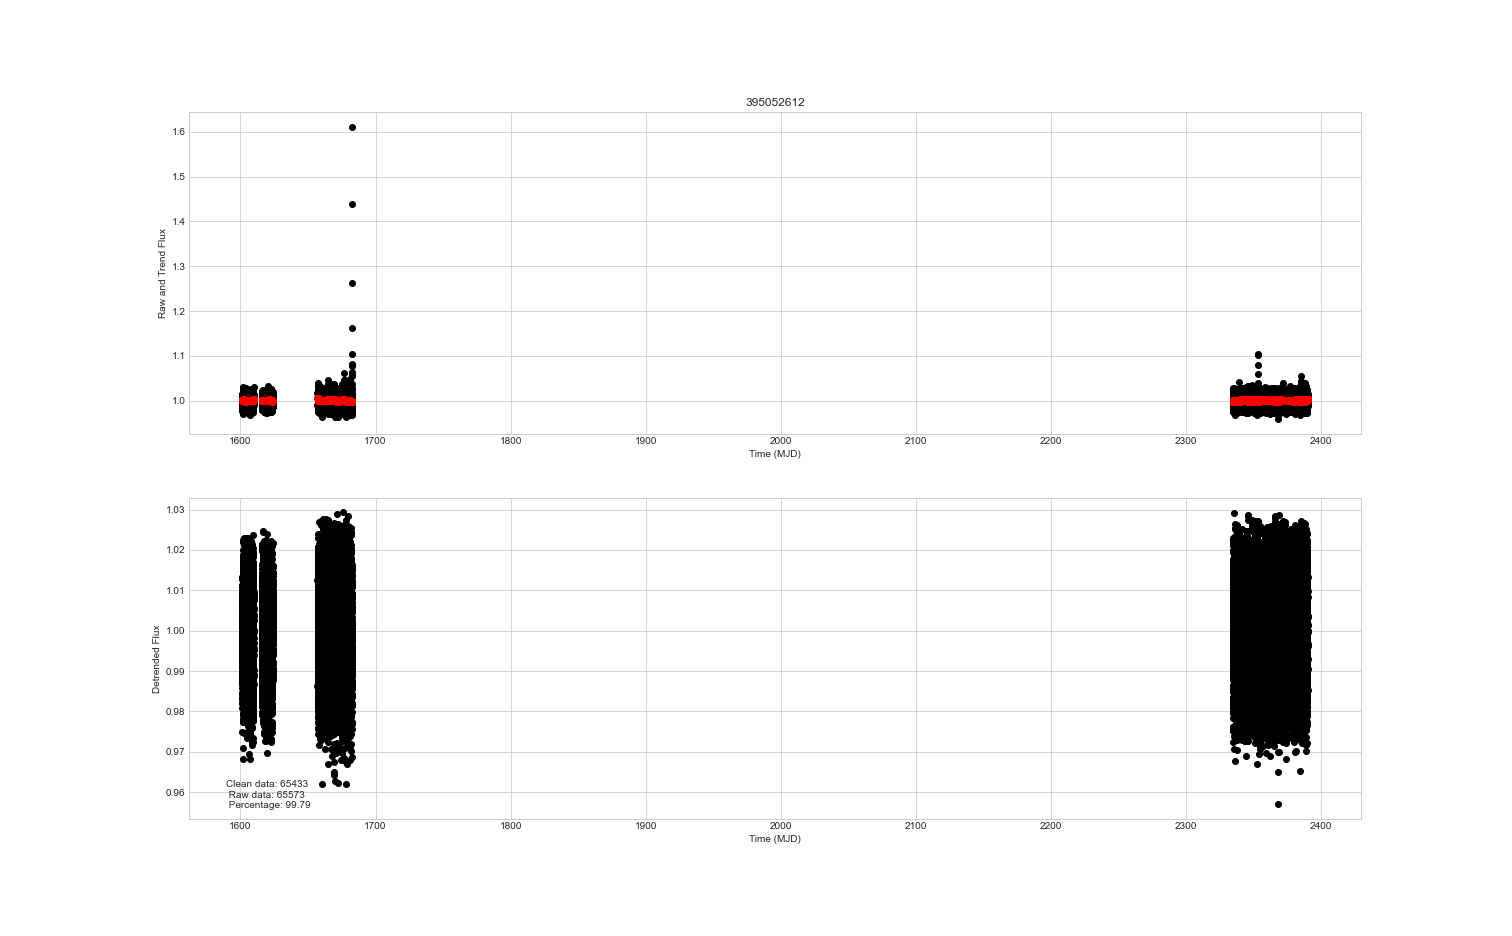 395052612
1.6
1.5
1.4
1.3
1.2
1.1
1.0
Raw and Trend Flux
1600 1700 1800 1900 2000 2100 2200 2300 2400
Time (MJD)
1.03
1.02
1.01
1.00
0.99
0.98
0.97
0.96
Detrended Flux
Clean data: 65433
Raw data: 65573
Percentage: 99.79
1600 1700 1800 1900 2000 2100 2200 2300 2400
Time (MJD)